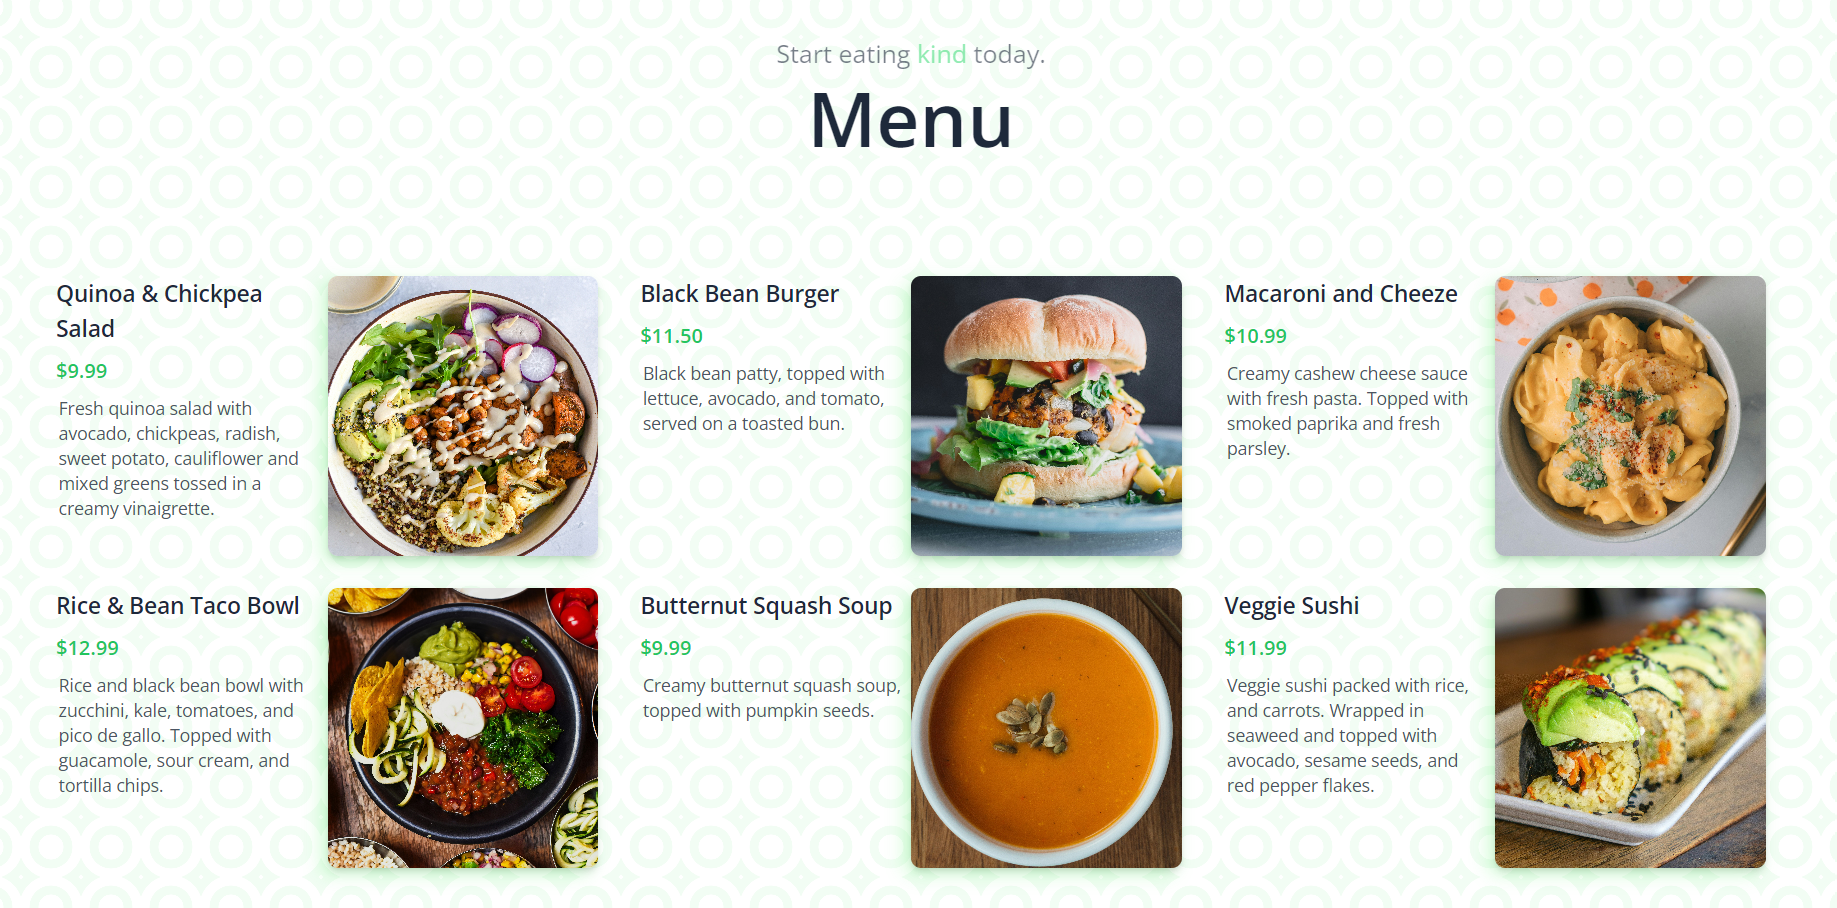 Start eating kind today.
Menu
Quinoa & Chickpea
Salad
$9.99
Fresh quinoa salad with
avocado, chickpeas, radish,
sweet potato, cauliflower and
mixed greens tossed in a
creamy vinaigrette.
Black Bean Burger
$11.50
Black bean patty, topped with
lettuce, avocado, and tomato,
served on a toasted bun.
Macaroni and Cheeze
$10.99
Creamy cashew cheese sauce
with fresh pasta. Topped with
smoked paprika and fresh
parsley.
Rice & Bean Taco Bowl
$12.99
Rice and black bean bowl with
zucchini, kale, tomatoes, and
pico de gallo. Topped with
guacamole, sour cream, and
tortilla chips.
Butternut Squash Soup
$9.99
Creamy butternut squash soup,
topped with pumpkin seeds.
Veggie Sushi
$11.99
Veggie sushi packed with rice,
and carrots. Wrapped in
seaweed and topped with
avocado, sesame seeds, and
red pepper flakes.